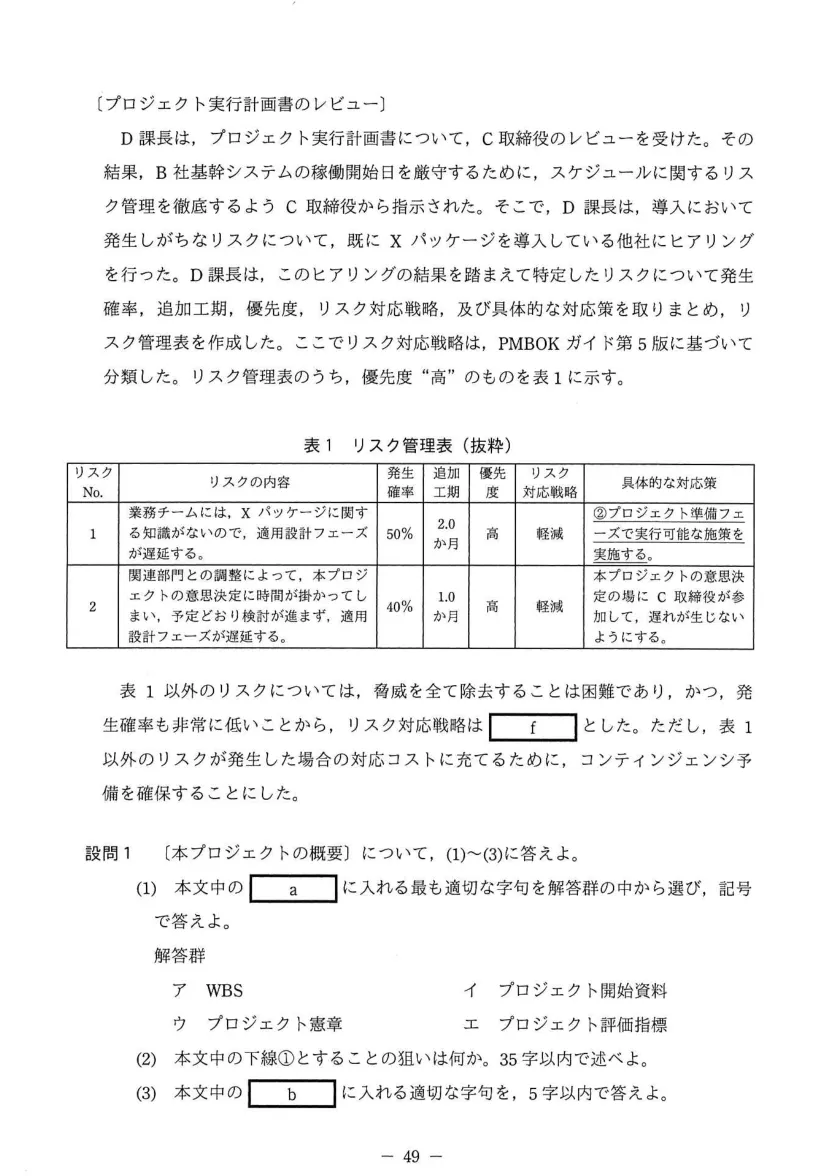 〔プロジェクト実行計画書のレビュー〕
D 課長は，プロジェクト実行計画書について，C 取締役のレビューを受けた。その
結果，B 社基幹システムの稼働開始日を厳守するために，スケジュールに関するリス
ク管理を徹底するよう C 取締役から指示された。そこで，D 課長は，導入において
発生しがちなリスクについて，既に X パッケージを導入している他社にヒアリング
を行った。D 課長は，このヒアリングの結果を踏まえて特定したリスクについて発生
確率，追加工期，優先度，リスク対応戦略，及び具体的な対応策を取りまとめ，リ
スク管理表を作成した。ここでリスク対応戦略は，PMBOK ガイド第 5 版に基づいて
分類した。リスク管理表のうち，優先度“高”のものを表 1 に示す。
表 1 リスク管理表（抜粋）
リスク
No.
リスクの内容
発生
確率
追加
工期
優先
度
リスク
対応戦略
具体的な対応策
1
業務チームには，X パッケージに関す
る知識がないので，適用設計フェーズ
が遅延する。
50%
2.0
か月
高
軽減
②プロジェクト準備フェ
ーズで実行可能な施策を
実施する。
2
関連部門との調整によって，本プロジ
ェクトの意思決定に時間が掛かってし
まい，予定どおり検討が進まず，適用
設計フェーズが遅延する。
40%
1.0
か月
高
軽減
本プロジェクトの意思決
定の場に C 取締役が参
加して，遅れが生じない
ようにする。
表 1 以外のリスクについては，脅威を全て除去することは困難であり，かつ，発
生確率も非常に低いことから，リスク対応戦略は f とした。ただし，表 1
以外のリスクが発生した場合の対応コストに充てるために，コンティンジェンシ予
備を確保することにした。
設問 1 〔本プロジェクトの概要〕について，(1)～(3)に答えよ。
(1) 本文中の a に入れる最も適切な字句を解答群の中から選び，記号
で答えよ。
解答群
ア WBS イ プロジェクト開始資料
ウ プロジェクト憲章 エ プロジェクト評価指標
(2) 本文中の下線①とすることの狙いは何か。35 字以内で述べよ。
(3) 本文中の b に入れる適切な字句を，5 字以内で答えよ。
－ 49 －